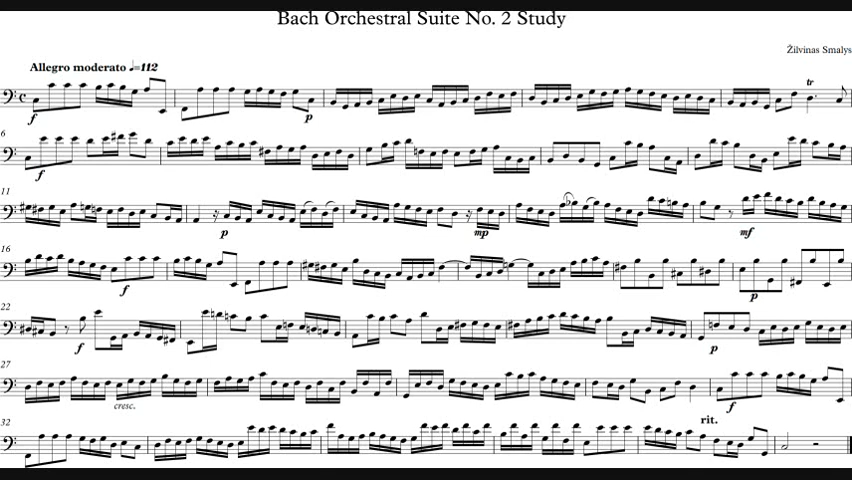 Bach Orchestral Suite No. 2 Study
Žilvinas Smalys
Allegro moderato ♩=112
tr
f
p
6
f
11
p
mp
mf
16
f
p
22
f
p
27
cresc.
f
32
rit.